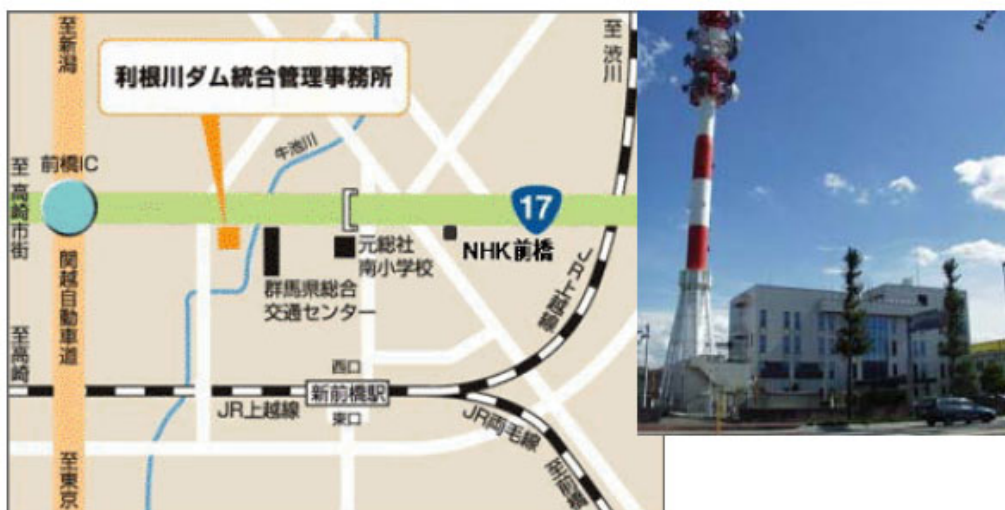 至新潟
利根川ダム統合管理事務所
至渋川
牛池川
前橋IC
至高崎市街
17
NHK前橋
元総社
南小学校
群馬県総合
交通センター
関越自動車道
JR上越線
至高崎
西口
新前橋駅
東口
JR上越線
JR両毛線
至東京